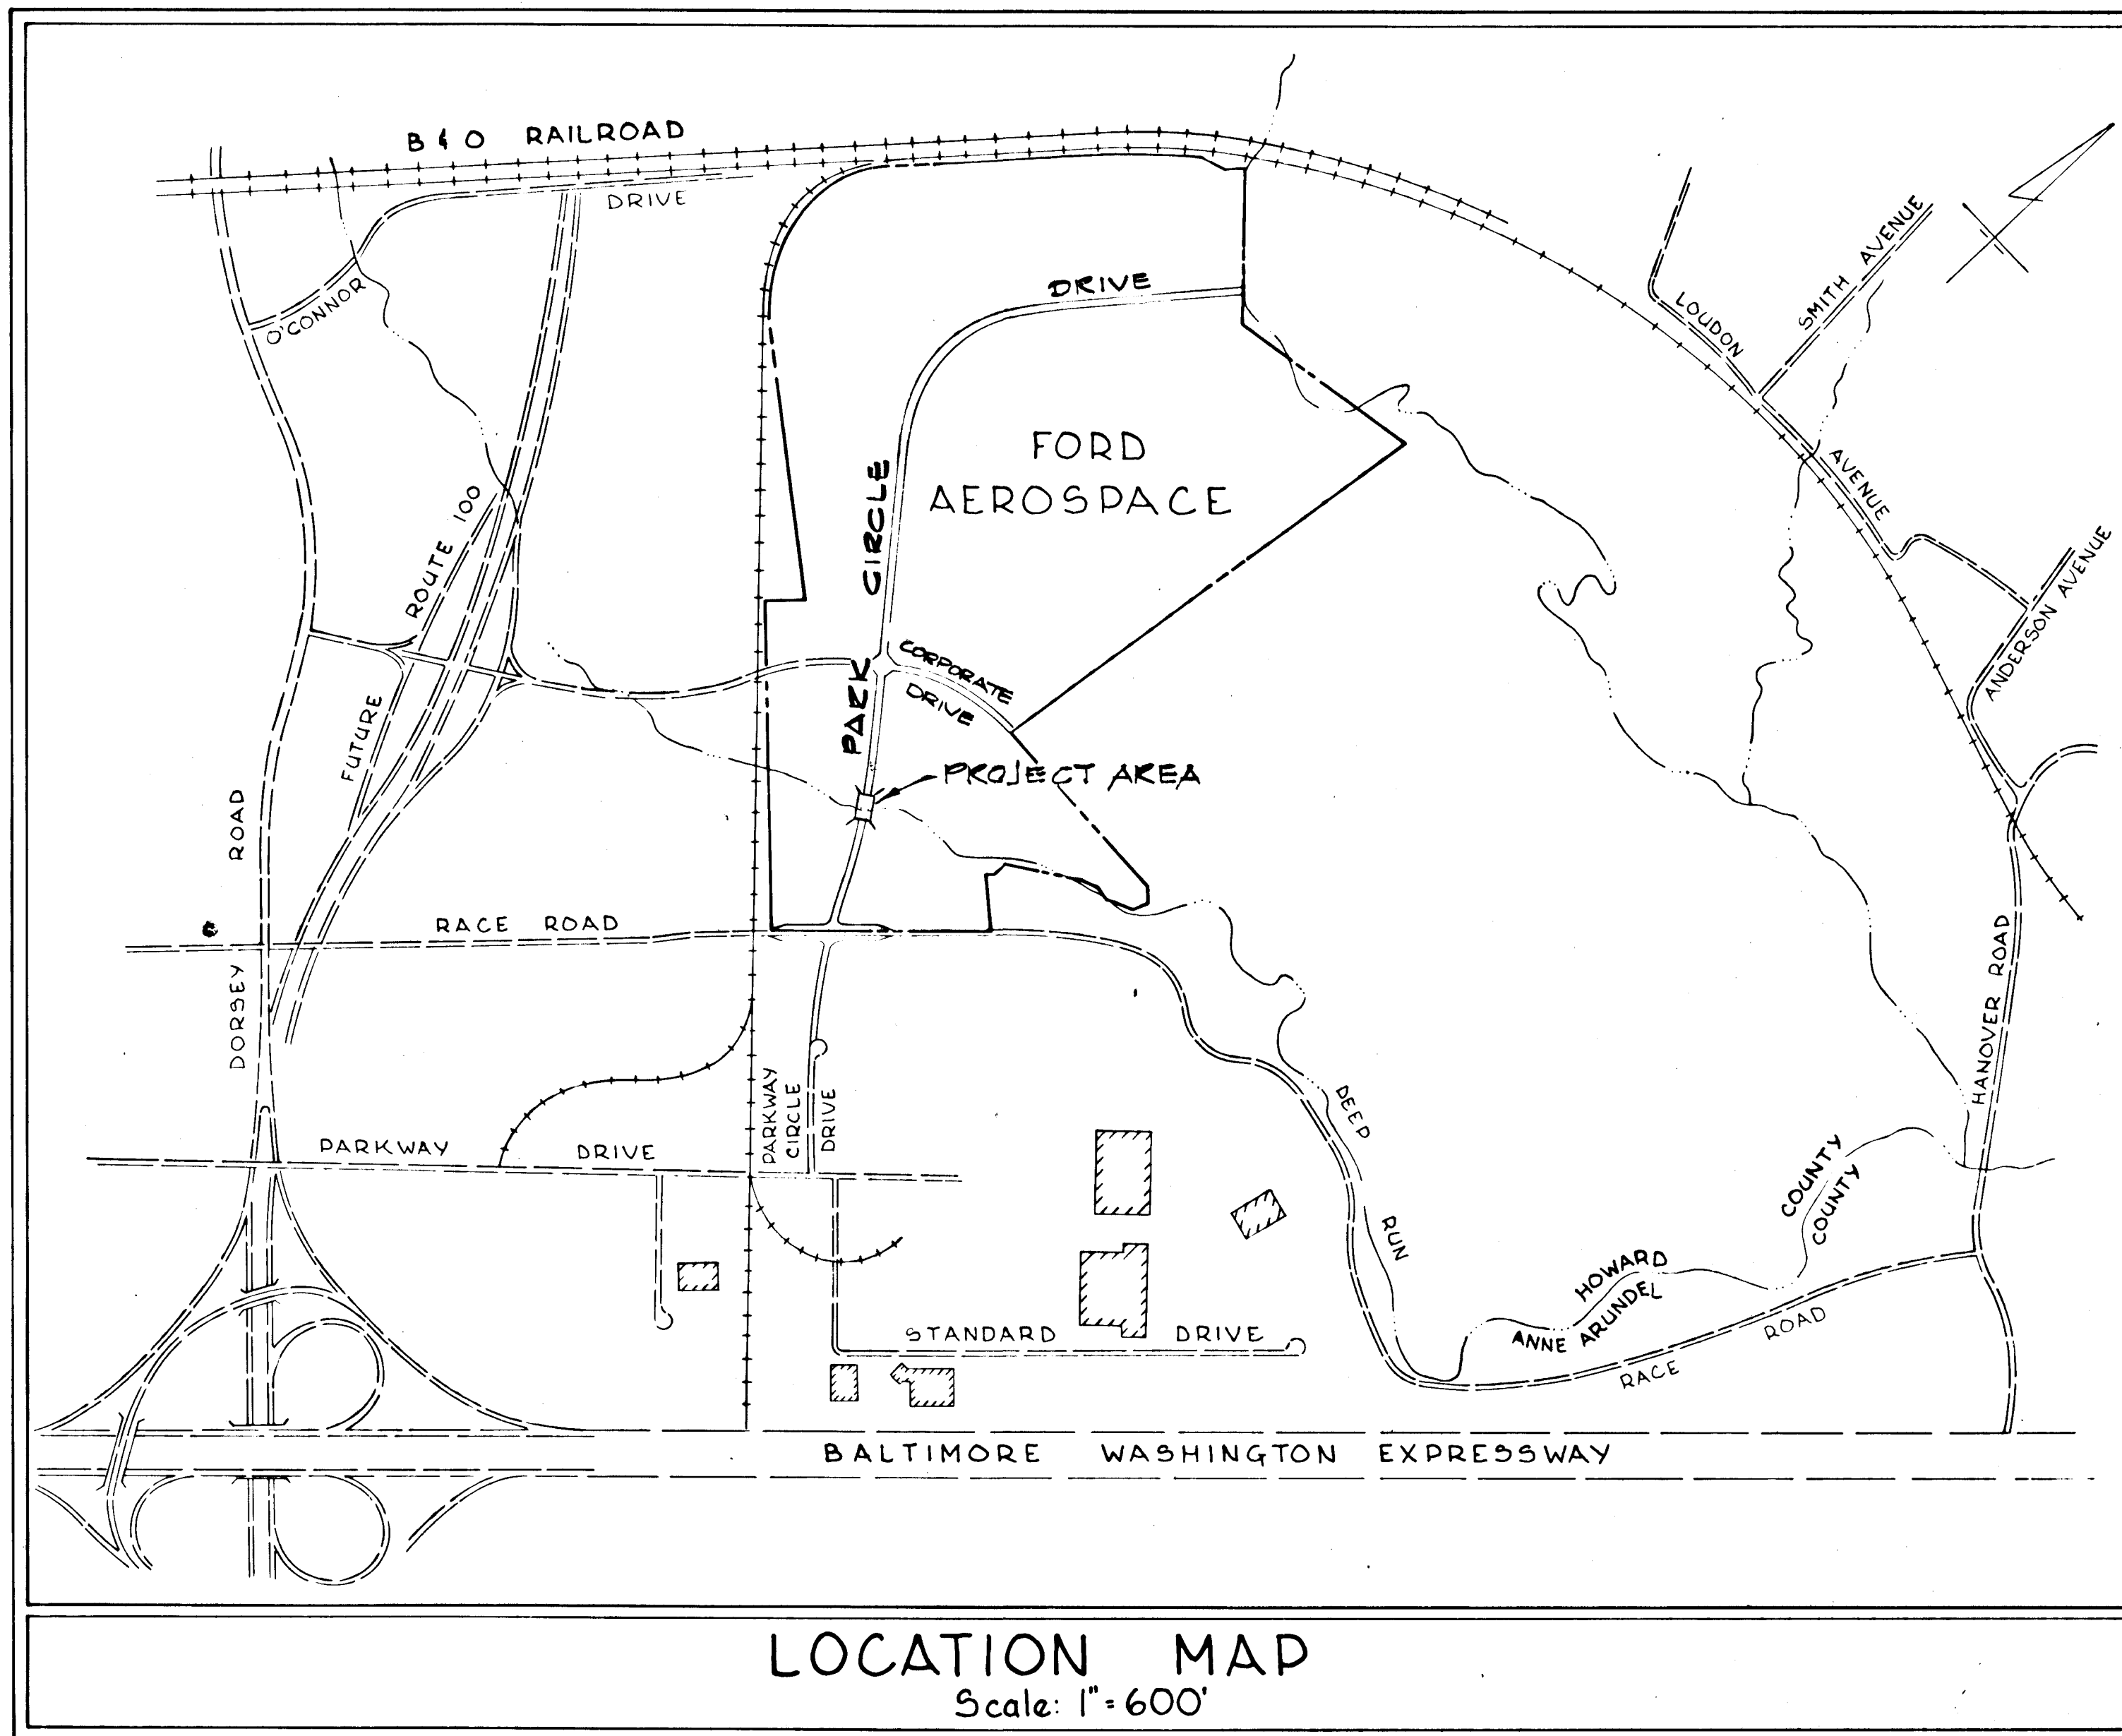 B & O RAILROAD
DRIVE
O'CONNOR
DRIVE
SMITH AVENUE
LOUDON
AVENUE
FORD
AEROSPACE
CIRCLE
ROUTE 100
ANDERSON AVENUE
CORPORATE
DRIVE
PARK
FUTURE
PROJECT AREA
ROAD
RACE ROAD
DORSEY
HANOVER ROAD
PARKWAY
CIRCLE
DRIVE
DEEP
PARKWAY DRIVE
COUNTY
COUNTY
RUN
HOWARD
ANNE ARUNDEL
STANDARD DRIVE
ROAD
RACE
BALTIMORE WASHINGTON EXPRESSWAY
LOCATION MAP
Scale: 1"=600'